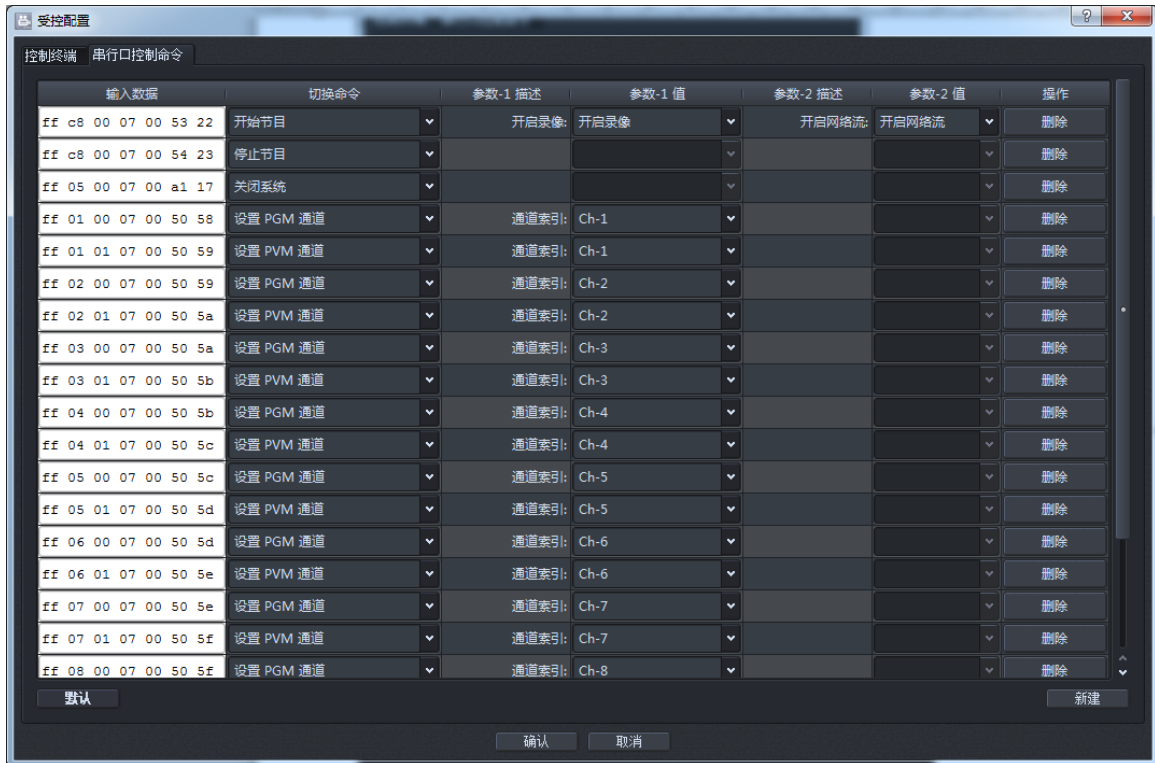 受控配置
控制终端 串行口控制命令
输入数据 切换命令 参数-1 描述 参数-1 值 参数-2 描述 参数-2 值 操作
ff c8 00 07 00 53 22 开始节目 开启录像: 开启录像 开启网络流: 开启网络流 删除
ff c8 00 07 00 54 23 停止节目 删除
ff 05 00 07 00 a1 17 关闭系统 删除
ff 01 00 07 00 50 58 设置 PGM 通道 通道索引: Ch-1 删除
ff 01 01 07 00 50 59 设置 PVM 通道 通道索引: Ch-1 删除
ff 02 00 07 00 50 59 设置 PGM 通道 通道索引: Ch-2 删除
ff 02 01 07 00 50 5a 设置 PVM 通道 通道索引: Ch-2 删除
ff 03 00 07 00 50 5a 设置 PGM 通道 通道索引: Ch-3 删除
ff 03 01 07 00 50 5b 设置 PVM 通道 通道索引: Ch-3 删除
ff 04 00 07 00 50 5b 设置 PGM 通道 通道索引: Ch-4 删除
ff 04 01 07 00 50 5c 设置 PVM 通道 通道索引: Ch-4 删除
ff 05 00 07 00 50 5c 设置 PGM 通道 通道索引: Ch-5 删除
ff 05 01 07 00 50 5d 设置 PVM 通道 通道索引: Ch-5 删除
ff 06 00 07 00 50 5d 设置 PGM 通道 通道索引: Ch-6 删除
ff 06 01 07 00 50 5e 设置 PVM 通道 通道索引: Ch-6 删除
ff 07 00 07 00 50 5e 设置 PGM 通道 通道索引: Ch-7 删除
ff 07 01 07 00 50 5f 设置 PVM 通道 通道索引: Ch-7 删除
ff 08 00 07 00 50 5f 设置 PGM 通道 通道索引: Ch-8 删除
默认 新建
确认 取消